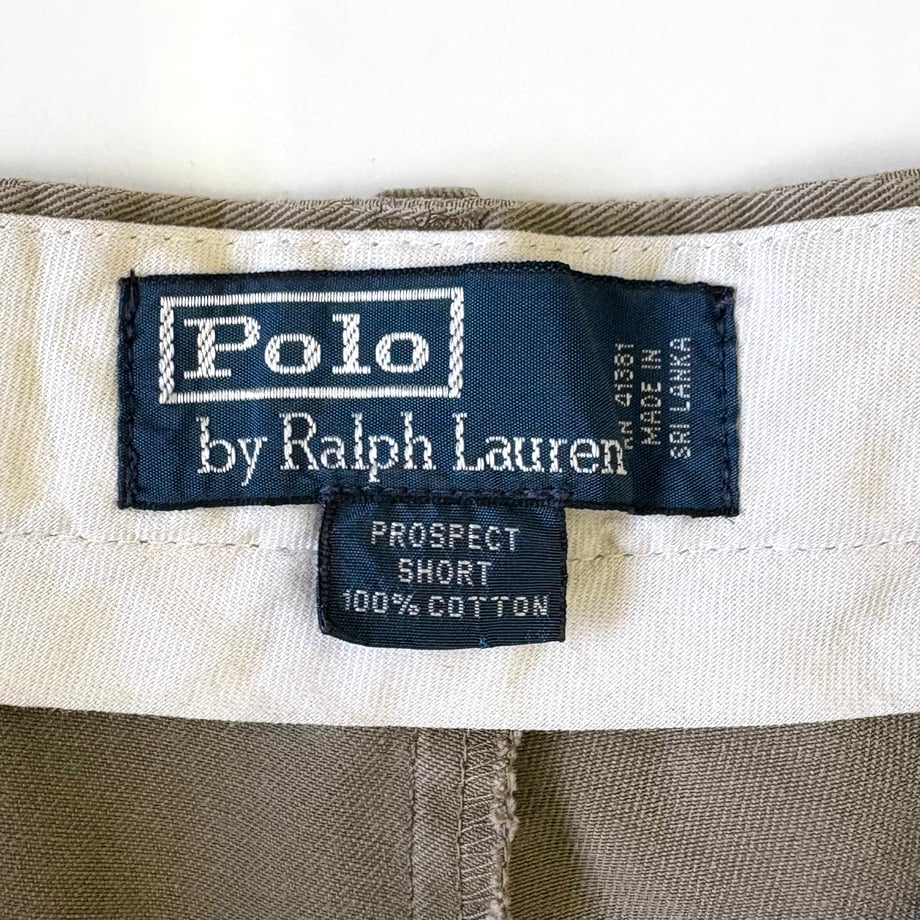 Polo
by Ralph Lauren
RN 41381
MADE IN
SRI LANKA
PROSPECT
SHORT
100% COTTON